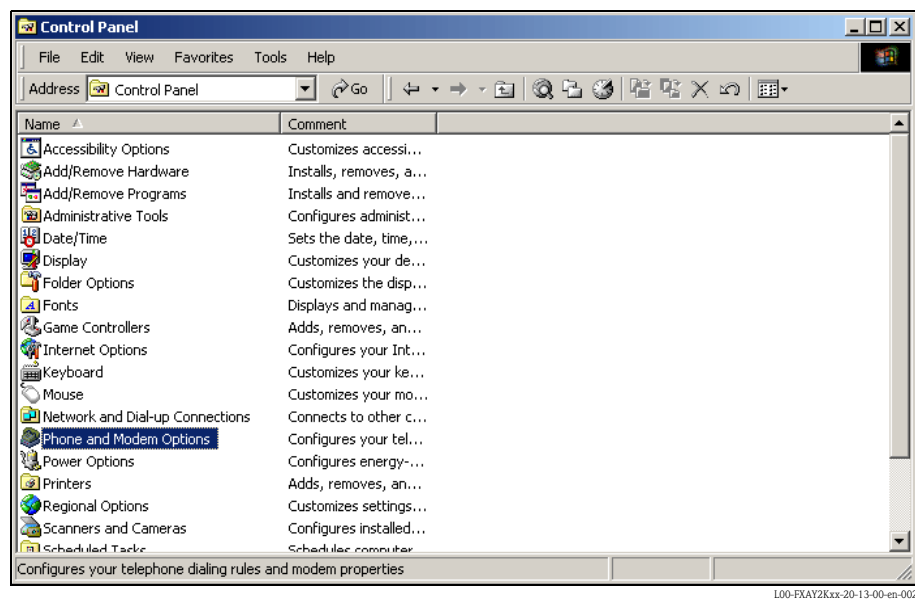 Control Panel
File Edit View Favorites Tools Help
Address Control Panel Go
Name Comment
Accessibility Options Customizes accessi...
Add/Remove Hardware Installs, removes, a...
Add/Remove Programs Installs and remove...
Administrative Tools Configures administ...
Date/Time Sets the date, time,...
Display Customizes your de...
Folder Options Customizes the disp...
Fonts Displays and manag...
Game Controllers Adds, removes, an...
Internet Options Configures your Int...
Keyboard Customizes your ke...
Mouse Customizes your mo...
Network and Dial-up Connections Connects to other c...
Phone and Modem Options Configures your tel...
Power Options Configures energy-...
Printers Adds, removes, an...
Regional Options Customizes settings...
Scanners and Cameras Configures installed...
Scheduled Tasks Schedules computer
Configures your telephone dialing rules and modem properties
L00-FXAY2Kxx-20-13-00-en-002